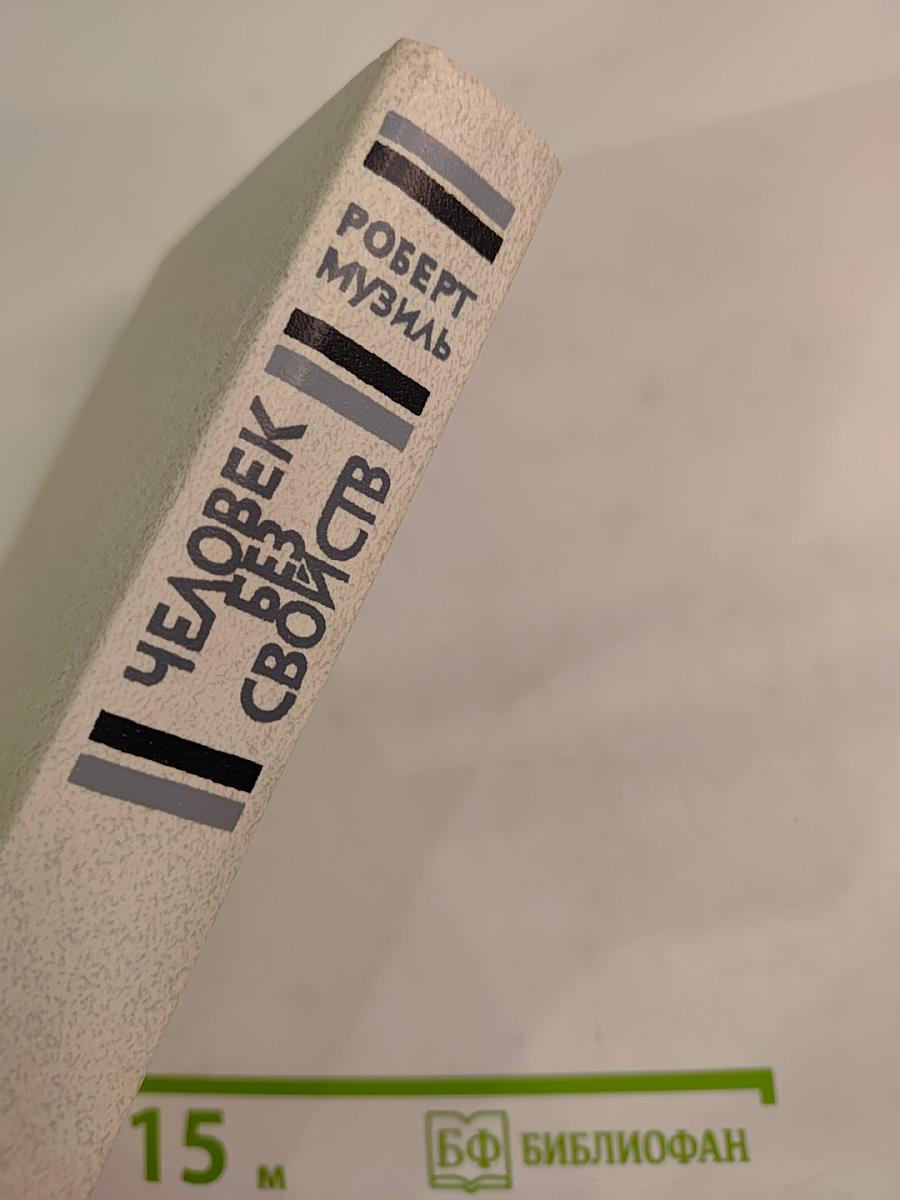 РОБЕРТ
МУЗИЛЬ
ЧЕЛОВЕК
БЕЗ
СВОЙСТВ
15 м
БФ БИБЛИОФАН